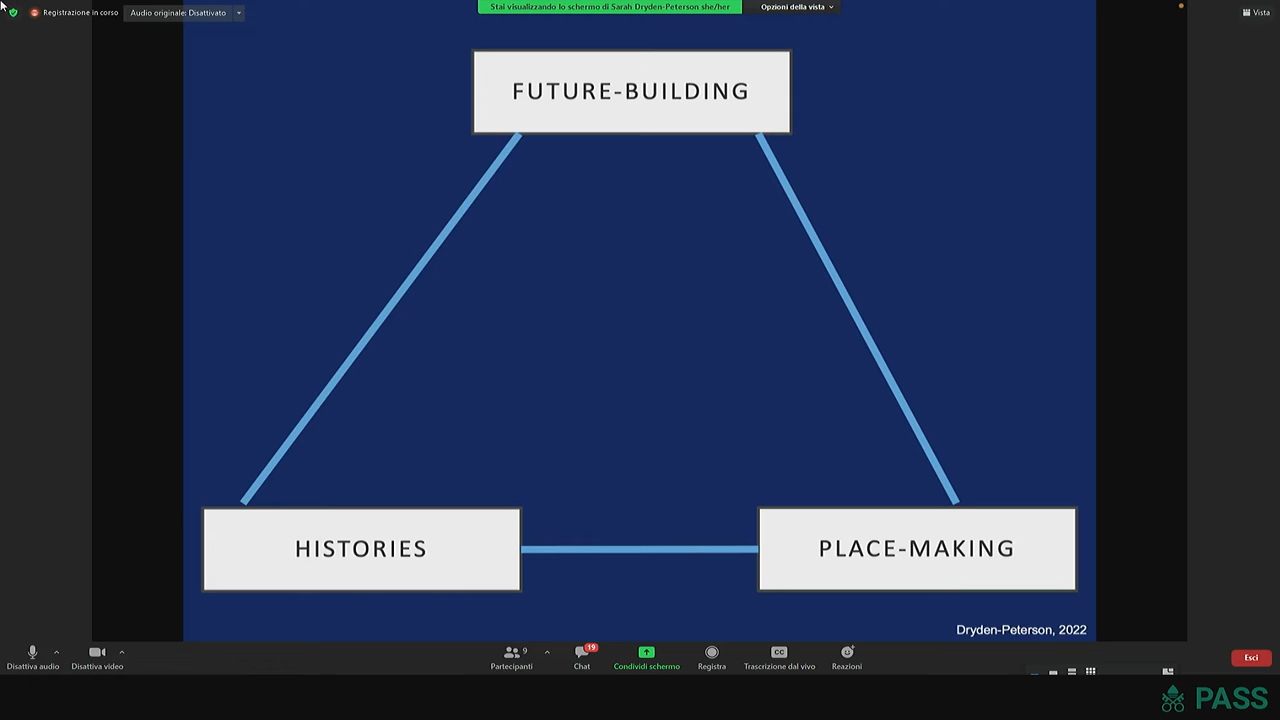 Registrazione in corso
Audio originale: Disattivato
Stai visualizzando lo schermo di Sarah Dryden-Peterson she/her
Opzioni della vista
Vista
FUTURE-BUILDING
HISTORIES
PLACE-MAKING
Dryden-Peterson, 2022
Disattiva audio
Disattiva video
9
Partecipanti
19
Chat
Condividi schermo
Registra
CC
Trascrizione dal vivo
Reazioni
Esci
PASS